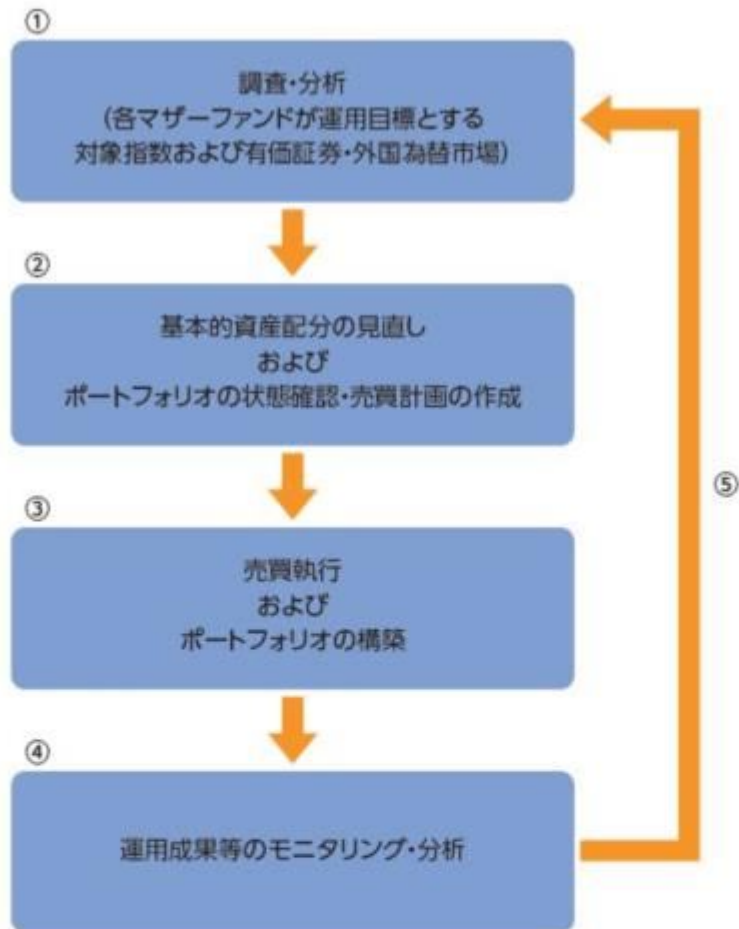 ①
調査・分析
(各マザーファンドが運用目標とする
対象指数および有価証券・外国為替市場)
②
基本的資産配分の見直し
および
ポートフォリオの状態確認・売買計画の作成
③
売買執行
および
ポートフォリオの構築
④
運用成果等のモニタリング・分析
⑤